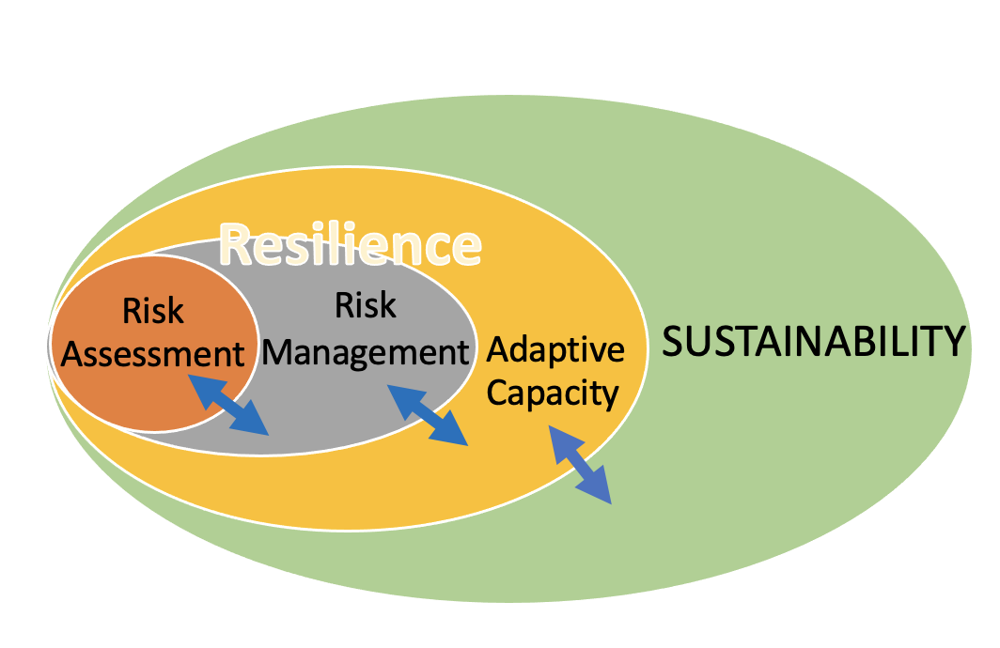 Resilience
Risk
Assessment
Risk
Management
Adaptive
Capacity
SUSTAINABILITY